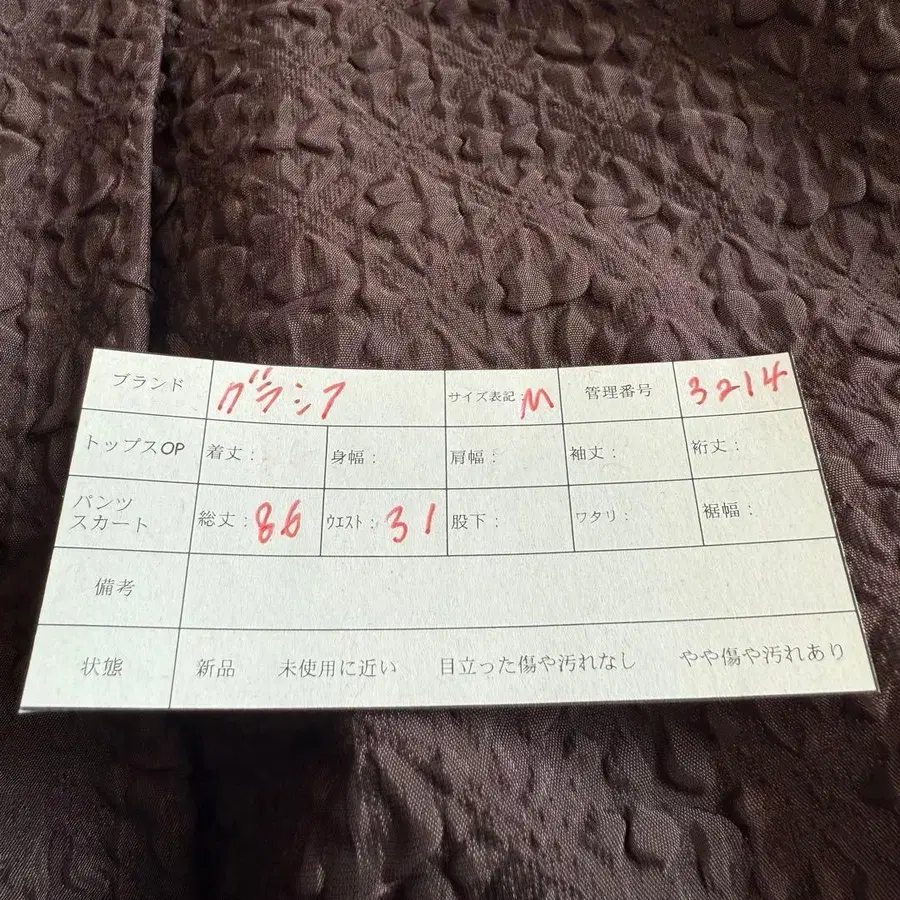 ブランド グラシア サイズ表記: M 管理番号 3214
トップスOP 着丈: 身幅: 肩幅: 袖丈: 裄丈:
パンツ
スカート 総丈: 86 ウエスト: 31 股下: ワタリ: 裾幅:
備考
状態 新品 未使用に近い 目立った傷や汚れなし やや傷や汚れあり